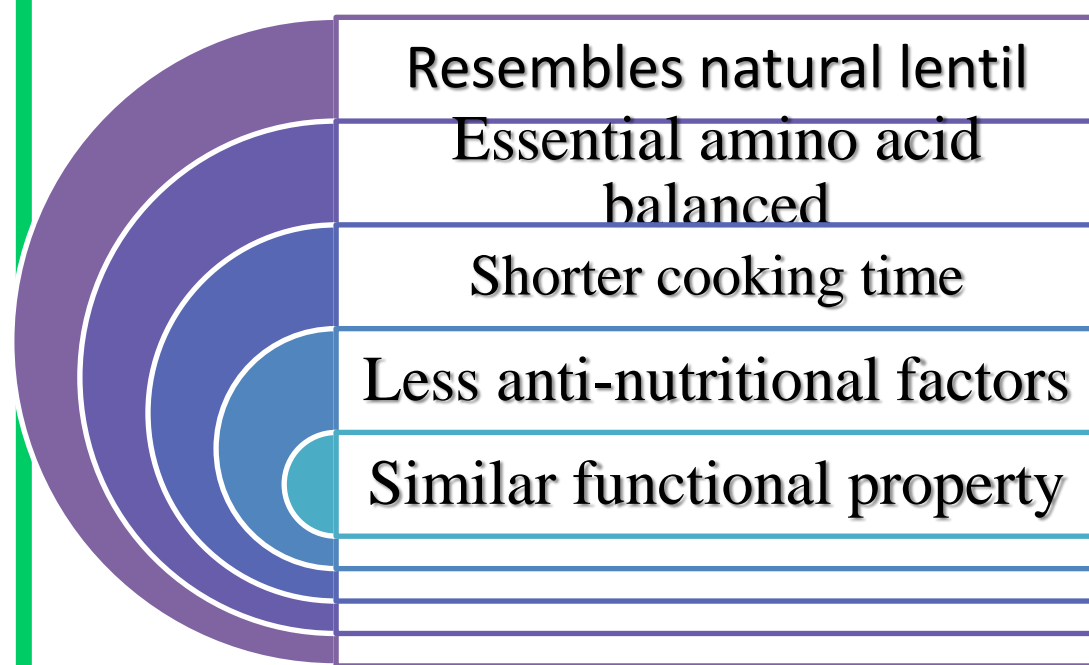 Resembles natural lentil
Essential amino acid
balanced
Shorter cooking time
Less anti-nutritional factors
Similar functional property